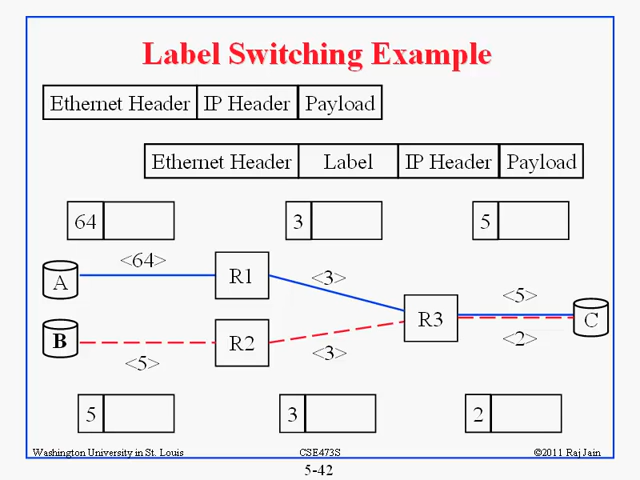 Label Switching Example
Ethernet Header IP Header Payload
Ethernet Header Label IP Header Payload
64 3 5
<64>
A R1 <3>
<5>
R3 C
B R2 <3> <2>
<5>
5 3 2
Washington University in St. Louis CSE473S ©2011 Raj Jain
5-42